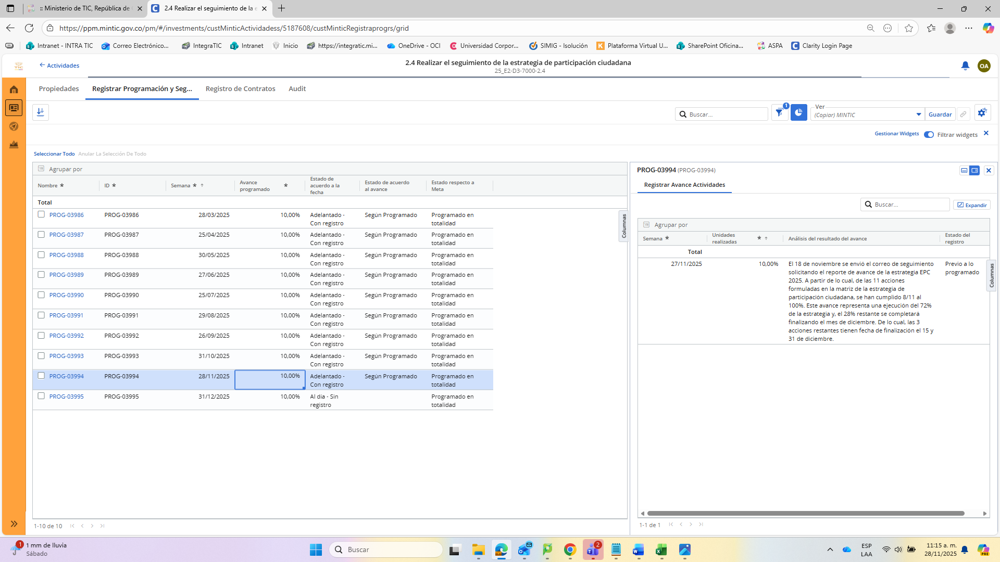 :: Ministerio de TIC, República de
2.4 Realizar el seguimiento de la e
https://ppm.mintic.gov.co/pm/#/investments/custMinticActividadess/5187608/custMinticRegistraprogrs/grid
Intranet - INTRA TIC
Correo Electrónico...
IntegraTIC
Intranet
Inicio
https://integratic.mi...
OneDrive - OCI
Universidad Corpor...
SIMIG - Isolución
Plataforma Virtual U...
SharePoint Oficina...
ASPA
Clarity Login Page
TIC
Actividades
2.4 Realizar el seguimiento de la estrategia de participación ciudadana
25_E2-D3-7000-2.4
OA
Propiedades
Registrar Programación y Seg...
Registro de Contratos
Audit
Buscar...
1
Ver
(Copiar) MINTIC
Guardar
Gestionar Widgets
Filtrar widgets
Seleccionar Todo
Anular La Selección De Todo
Agrupar por
Nombre *
ID *
Semana *
Avance programado *
Estado de acuerdo a la fecha
Estado de acuerdo al avance
Estado respecto a Meta
Total
PROG-03986 PROG-03986 28/03/2025 10,00% Adelantado - Con registro Según Programado Programado en totalidad
PROG-03987 PROG-03987 25/04/2025 10,00% Adelantado - Con registro Según Programado Programado en totalidad
PROG-03988 PROG-03988 30/05/2025 10,00% Adelantado - Con registro Según Programado Programado en totalidad
PROG-03989 PROG-03989 27/06/2025 10,00% Adelantado - Con registro Según Programado Programado en totalidad
PROG-03990 PROG-03990 25/07/2025 10,00% Adelantado - Con registro Según Programado Programado en totalidad
PROG-03991 PROG-03991 29/08/2025 10,00% Adelantado - Con registro Según Programado Programado en totalidad
PROG-03992 PROG-03992 26/09/2025 10,00% Adelantado - Con registro Según Programado Programado en totalidad
PROG-03993 PROG-03993 31/10/2025 10,00% Adelantado - Con registro Según Programado Programado en totalidad
PROG-03994 PROG-03994 28/11/2025 10,00% Adelantado - Con registro Según Programado Programado en totalidad
PROG-03995 PROG-03995 31/12/2025 10,00% Al día - Sin registro Programado en totalidad
Columnas
1-10 de 10
PROG-03994 (PROG-03994)
Registrar Avance Actividades
Buscar...
Expandir
Agrupar por
Semana *
Unidades realizadas *
Análisis del resultado del avance
Estado del registro
Total
27/11/2025
10,00%
El 18 de noviembre se envió el correo de seguimiento
solicitando el reporte de avance de la estrategia EPC
2025. A partir de lo cual, de las 11 acciones
formuladas en la matriz de la estrategia de
participación ciudadana, se han cumplido 8/11 al
100%. Este avance representa una ejecución del 72%
de la estrategia y, el 28% restante se completará
finalizando el mes de diciembre. De lo cual, las 3
acciones restantes tienen fecha de finalización el 15 y
31 de diciembre.
Previo a lo
programado
Columnas
1-1 de 1
1
1 mm de lluvia
Sábado
Buscar
2
ESP
LAA
11:15 a. m.
28/11/2025
PRE